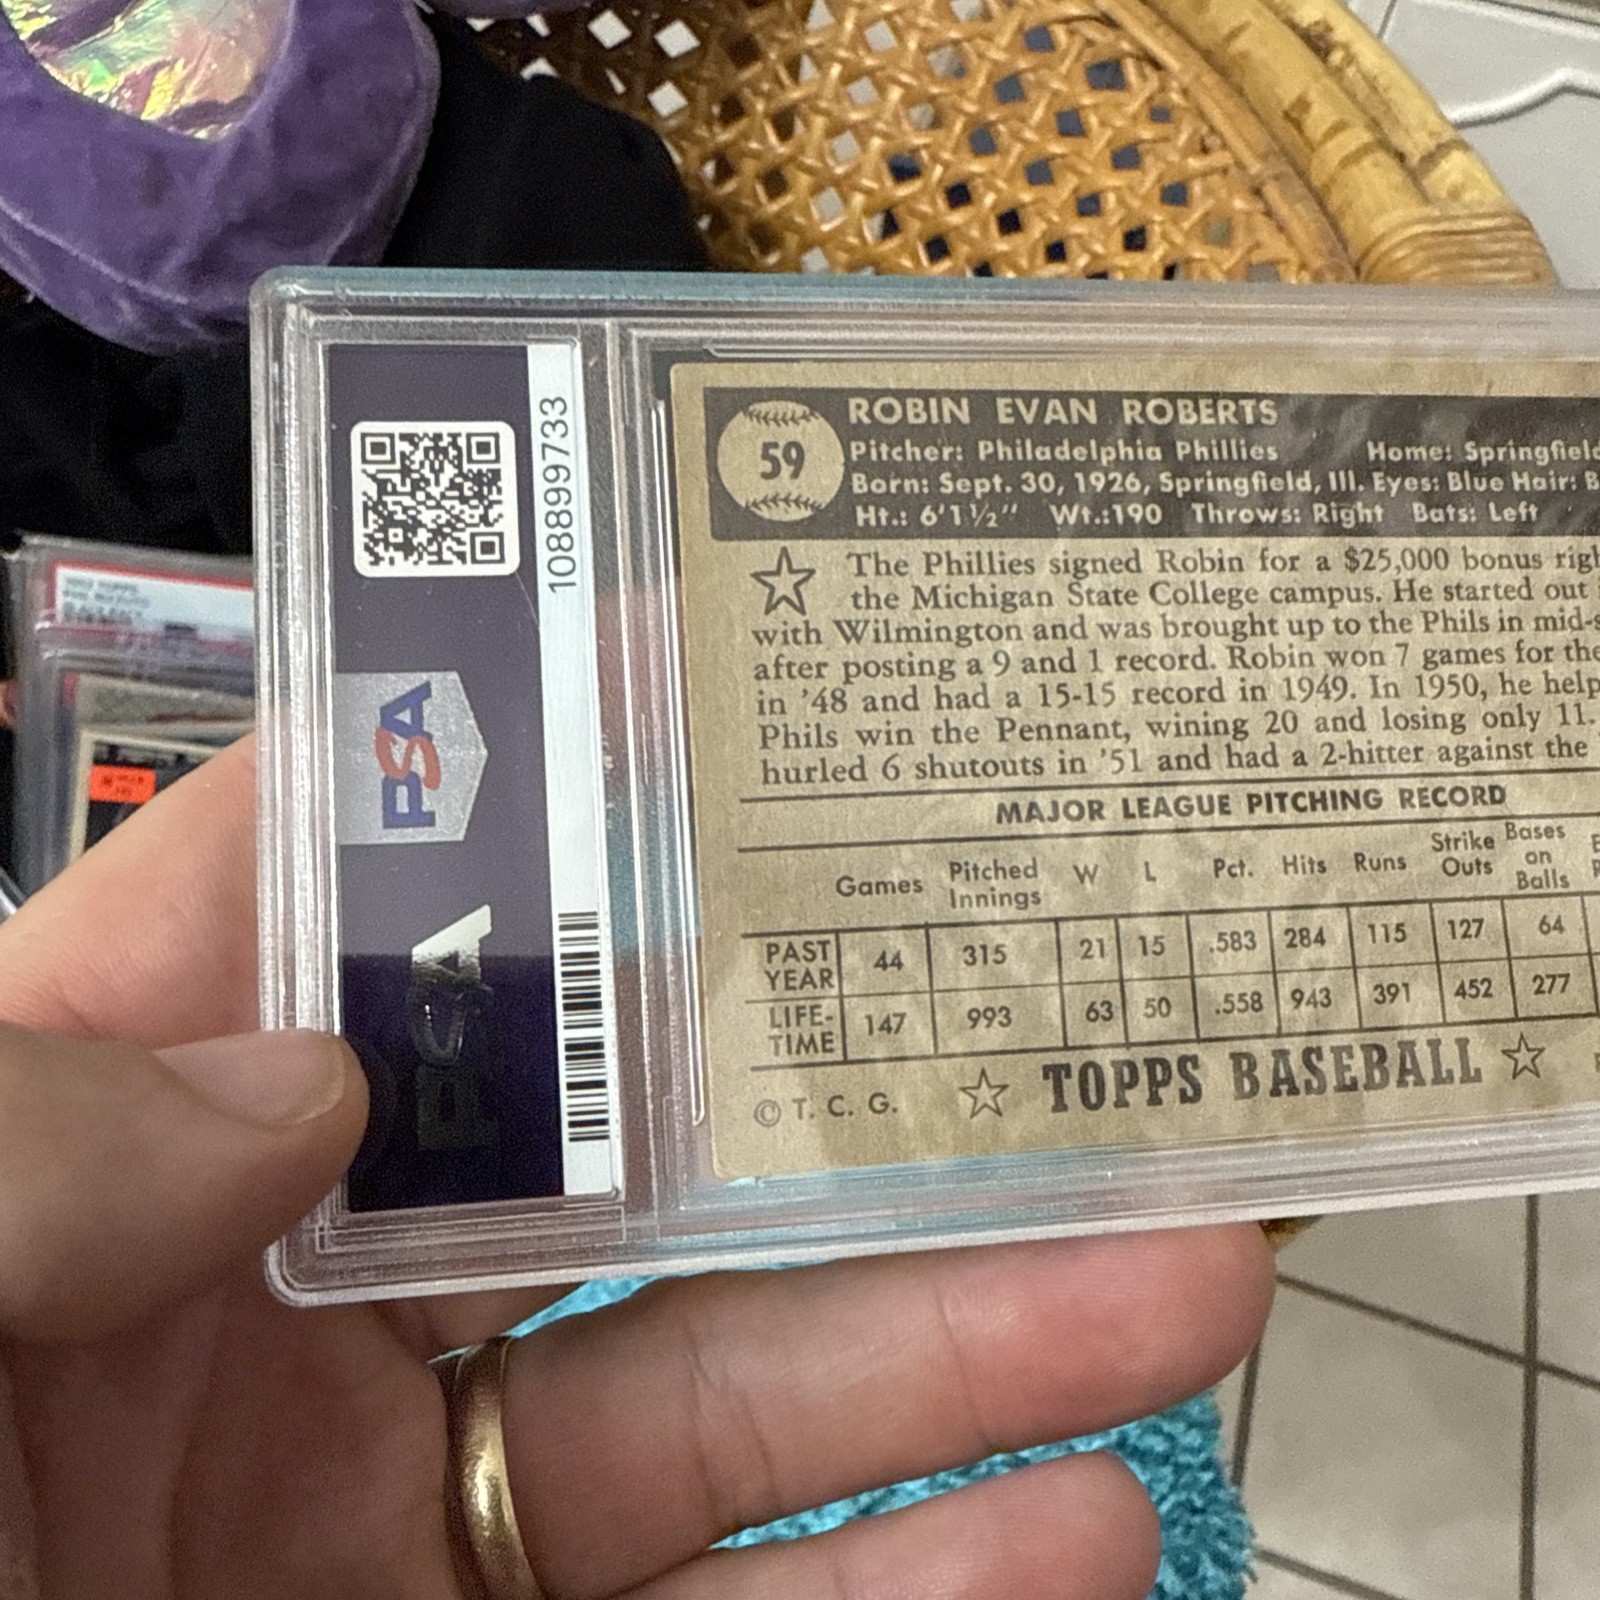 108899733
PSA
PSA
59
ROBIN EVAN ROBERTS
Pitcher: Philadelphia Phillies Home: Springfield
Born: Sept. 30, 1926, Springfield, Ill. Eyes: Blue Hair: B
Ht.: 6'1½" Wt.:190 Throws: Right Bats: Left
The Phillies signed Robin for a $25,000 bonus righ
the Michigan State College campus. He started out
with Wilmington and was brought up to the Phils in mid-s
after posting a 9 and 1 record. Robin won 7 games for the
in '48 and had a 15-15 record in 1949. In 1950, he help
Phils win the Pennant, wining 20 and losing only 11.
hurled 6 shutouts in '51 and had a 2-hitter against the
MAJOR LEAGUE PITCHING RECORD
Games Pitched Innings W L Pct. Hits Runs Strike Outs Bases on Balls
PAST YEAR 44 315 21 15 .583 284 115 127 64
LIFE-TIME 147 993 63 50 .558 943 391 452 277
© T. C. G. TOPPS BASEBALL